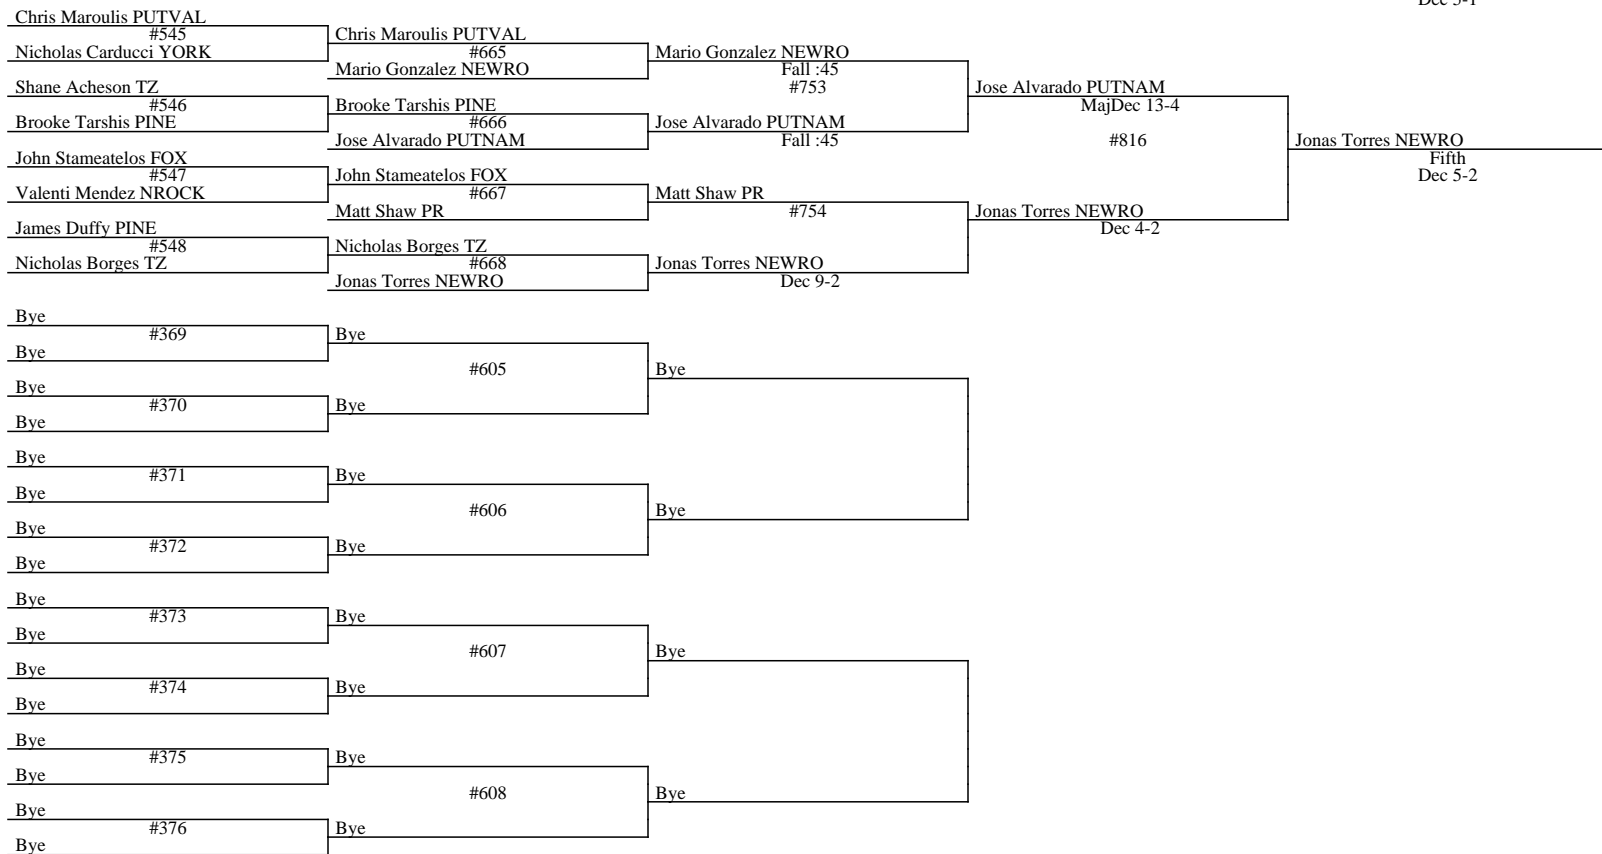 Dec 5-1
Chris Maroulis PUTVAL
#545
Nicholas Carducci YORK
Chris Maroulis PUTVAL
#665
Mario Gonzalez NEWRO
Mario Gonzalez NEWRO
Fall :45
#753
Shane Acheson TZ
#546
Brooke Tarshis PINE
Brooke Tarshis PINE
#666
Jose Alvarado PUTNAM
Jose Alvarado PUTNAM
Fall :45
Jose Alvarado PUTNAM
MajDec 13-4
#816
Jonas Torres NEWRO
Fifth
Dec 5-2
John Stameatelos FOX
#547
Valenti Mendez NROCK
John Stameatelos FOX
#667
Matt Shaw PR
Matt Shaw PR
#754
James Duffy PINE
#548
Nicholas Borges TZ
Nicholas Borges TZ
#668
Jonas Torres NEWRO
Jonas Torres NEWRO
Dec 9-2
Jonas Torres NEWRO
Dec 4-2
Bye
#369
Bye
Bye
#605
Bye
Bye
#370
Bye
Bye
Bye
#371
Bye
Bye
#606
Bye
Bye
#372
Bye
Bye
Bye
#373
Bye
Bye
#607
Bye
Bye
#374
Bye
Bye
Bye
#375
Bye
Bye
#608
Bye
Bye
#376
Bye
Bye